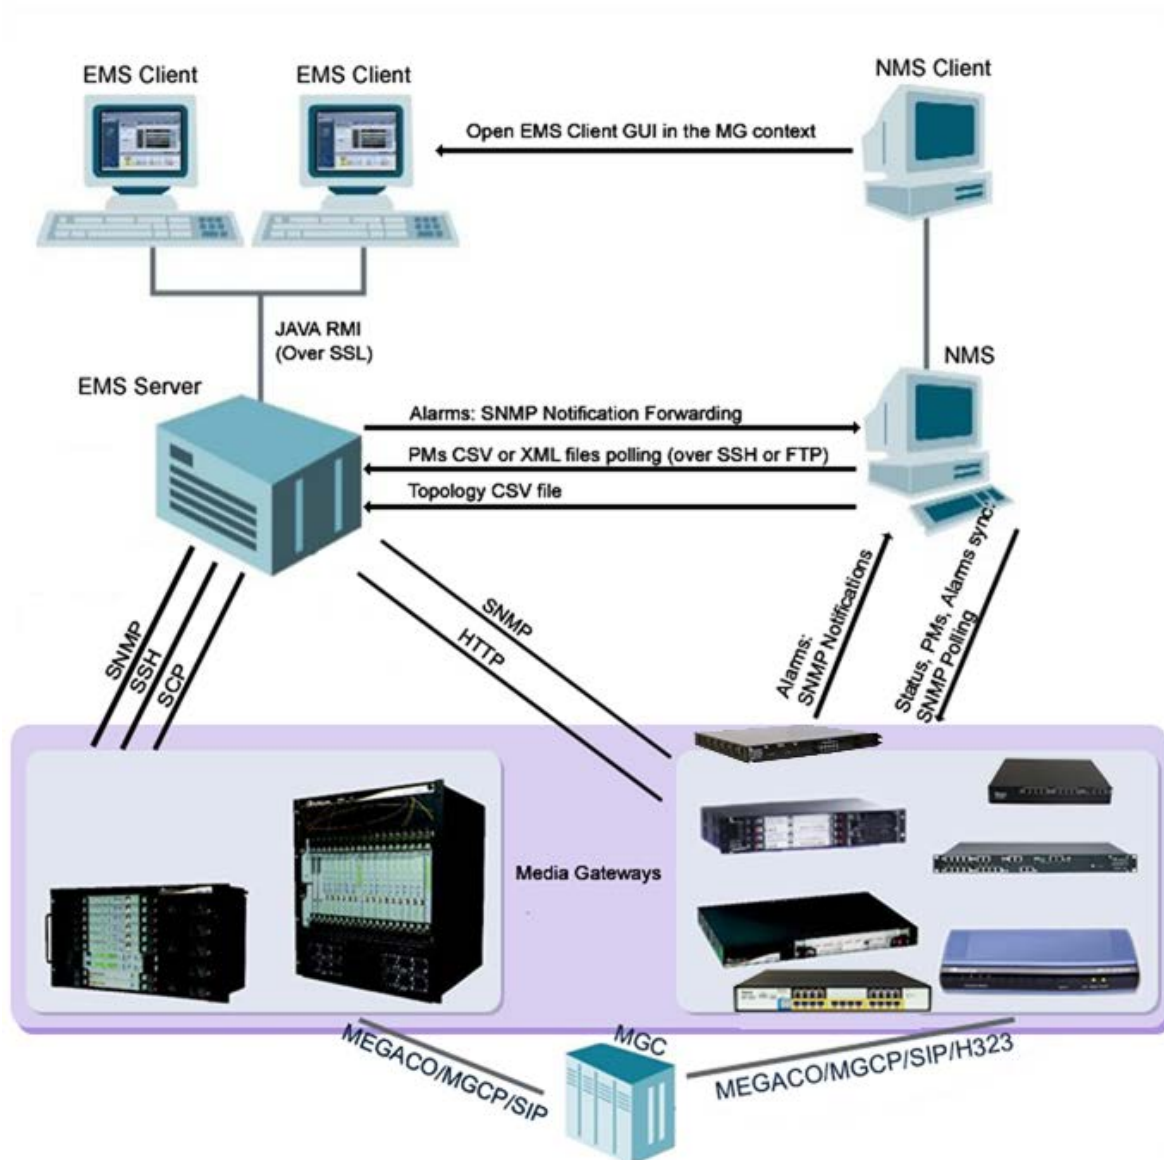 EMS Client
EMS Client
NMS Client
Open EMS Client GUI in the MG context
JAVA RMI
(Over SSL)
EMS Server
NMS
Alarms: SNMP Notification Forwarding
PMs CSV or XML files polling (over SSH or FTP)
Topology CSV file
SNMP
SSH
SCP
SNMP
HTTP
Alarms:
SNMP Notifications
Status, PMs, Alarms sync:
SNMP Polling
Media Gateways
MGC
MEGACO/MGCP/SIP
MEGACO/MGCP/SIP/H323